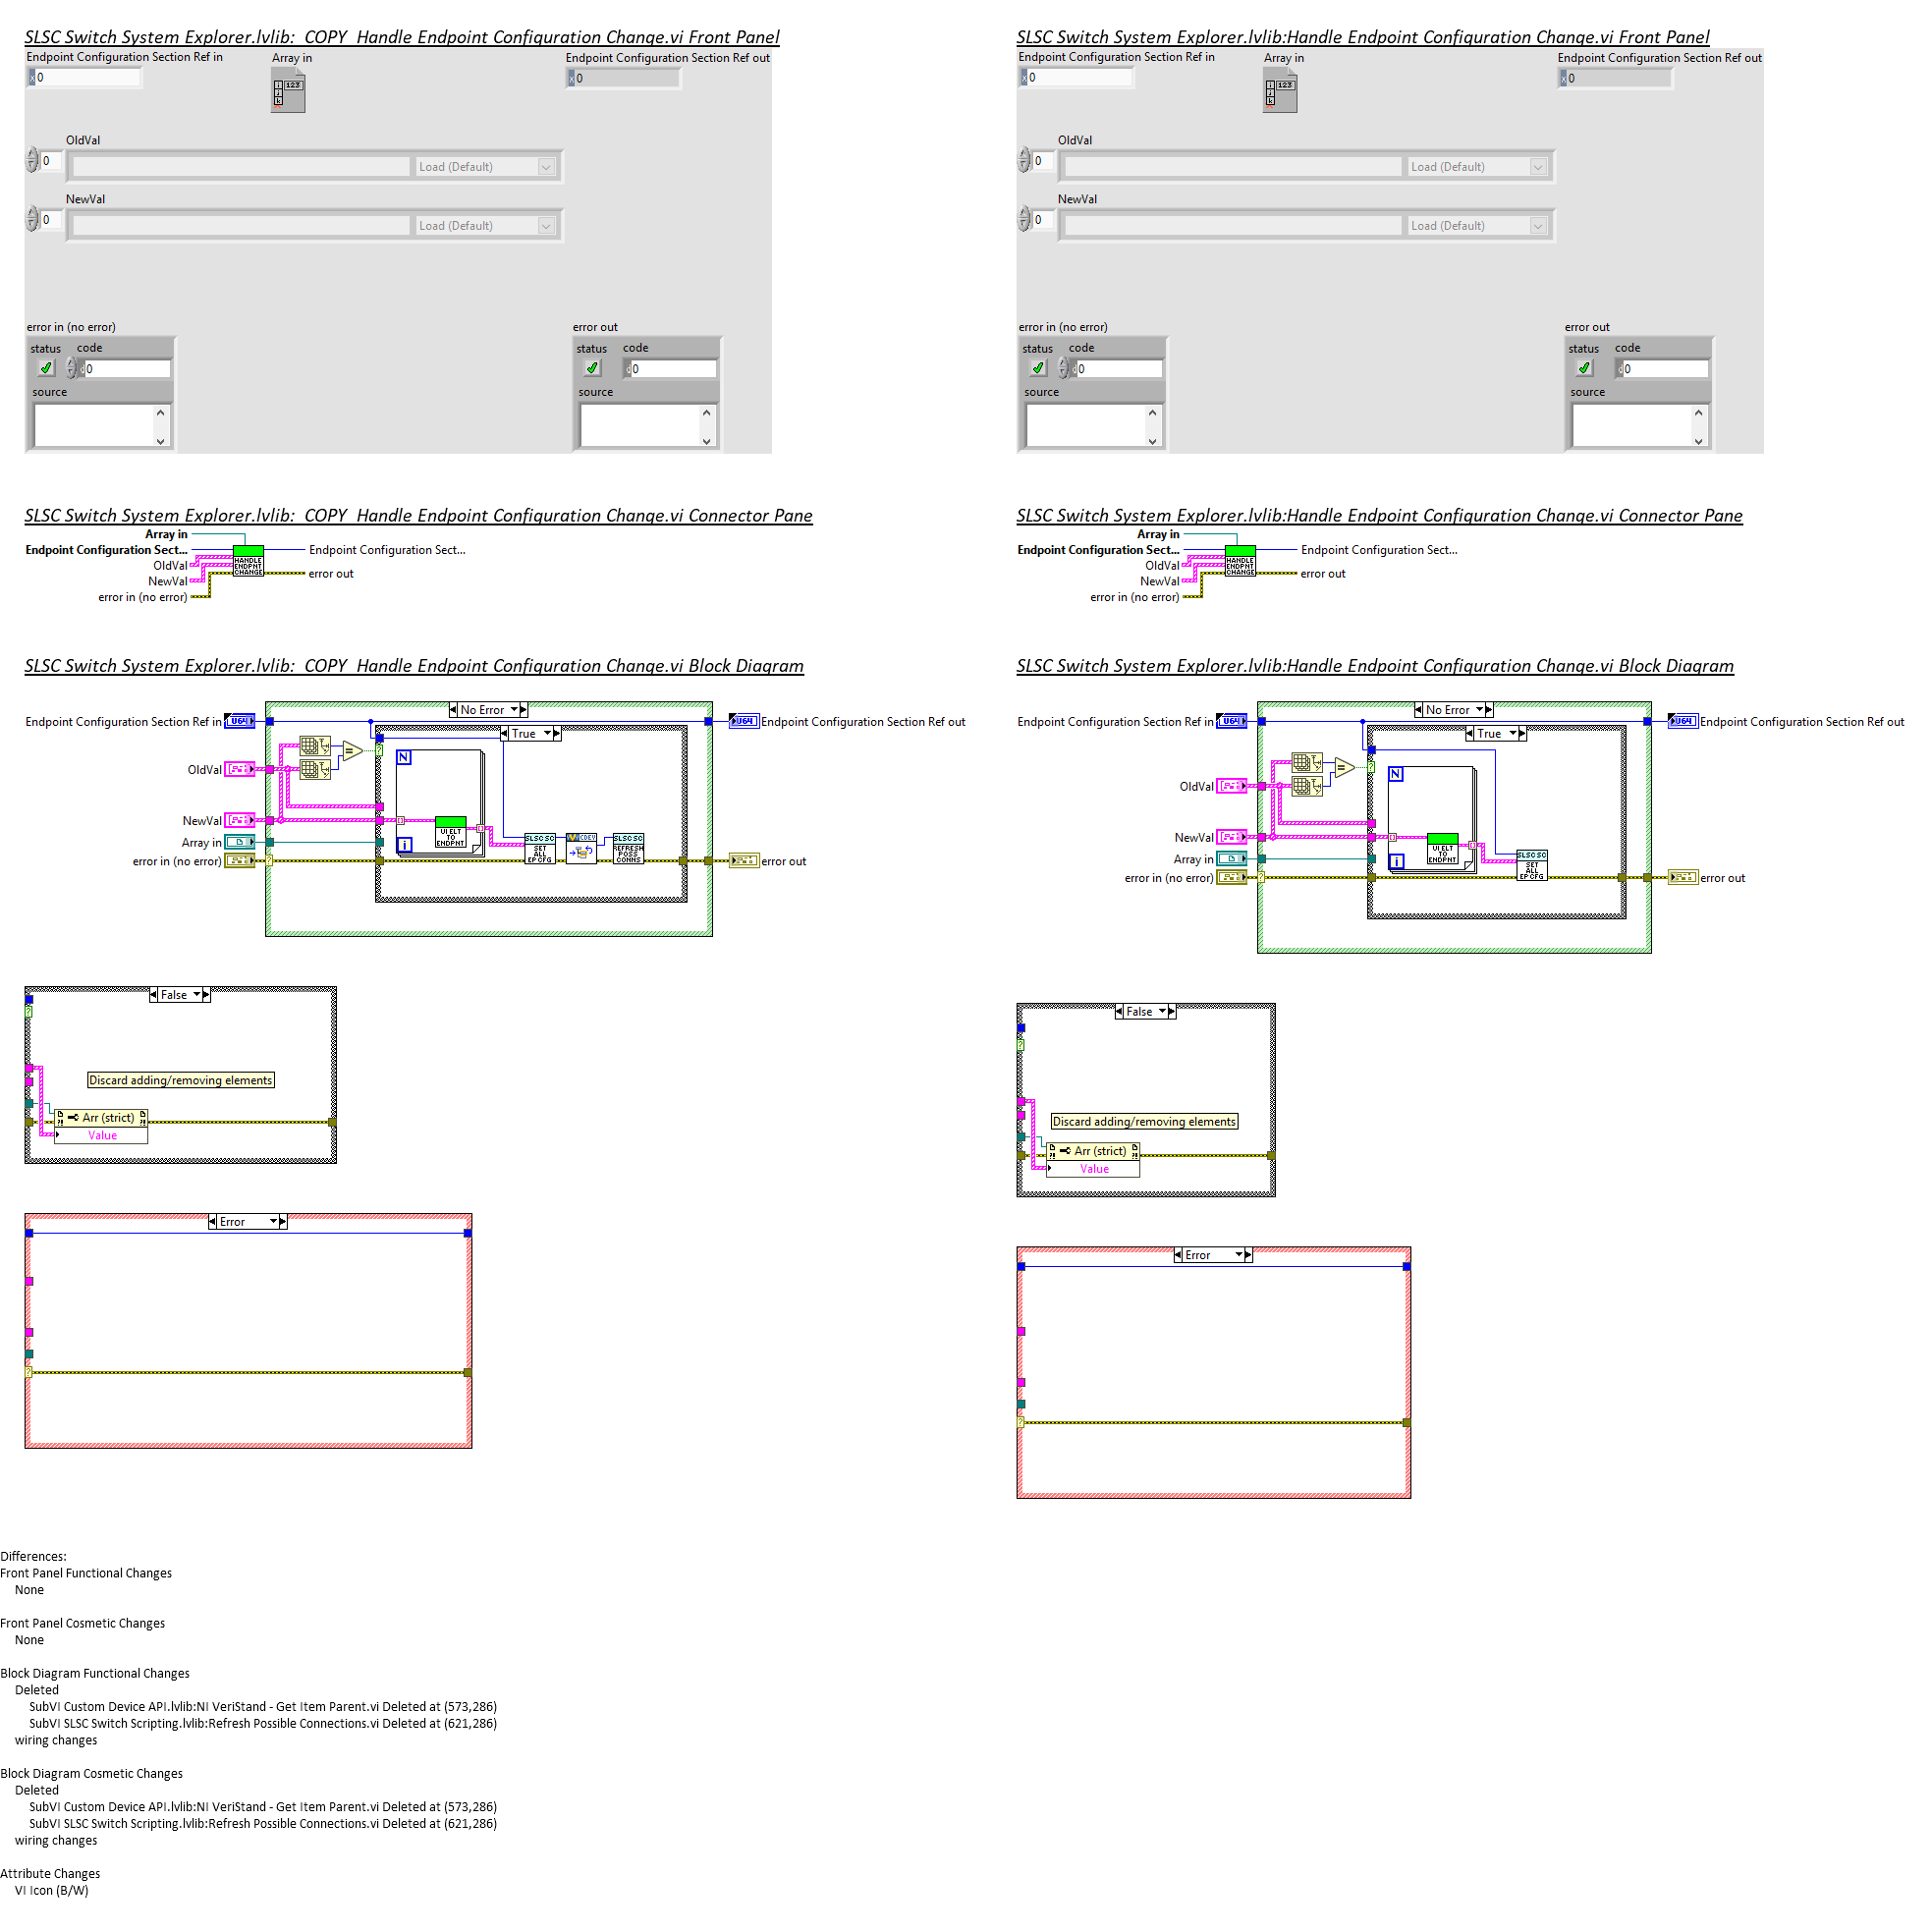 SLSC Switch System Explorer.lvlib:  COPY  Handle Endpoint Configuration Change.vi Front Panel
Endpoint Configuration Section Ref in
Array in
Endpoint Configuration Section Ref out
x 0
123
i
j
k
x 0
OldVal
0
Load (Default)
NewVal
0
Load (Default)
error in (no error)
error out
status
code
status
code
d 0
d 0
source
source
SLSC Switch System Explorer.lvlib:Handle Endpoint Configuration Change.vi Front Panel
Endpoint Configuration Section Ref in
Array in
Endpoint Configuration Section Ref out
x 0
123
i
j
k
x 0
OldVal
0
Load (Default)
NewVal
0
Load (Default)
error in (no error)
error out
status
code
status
code
d 0
d 0
source
source
SLSC Switch System Explorer.lvlib:  COPY  Handle Endpoint Configuration Change.vi Connector Pane
Array in
Endpoint Configuration Sect...
Endpoint Configuration Sect...
OldVal
NewVal
error in (no error)
HANDLE
ENDPNT
CHANGE
error out
SLSC Switch System Explorer.lvlib:Handle Endpoint Configuration Change.vi Connector Pane
Array in
Endpoint Configuration Sect...
Endpoint Configuration Sect...
OldVal
NewVal
error in (no error)
HANDLE
ENDPNT
CHANGE
error out
SLSC Switch System Explorer.lvlib:  COPY  Handle Endpoint Configuration Change.vi Block Diagram
No Error
Endpoint Configuration Section Ref in
U64
U64
Endpoint Configuration Section Ref out
True
=
?
N
OldVal
NewVal
Array in
error in (no error)
?
i
VI ELT
TO
ENDPNT
SLSC SC
SET
ALL
EP CFG
SLSC SC
REFRESH
POSS
CONNS
error out
SLSC Switch System Explorer.lvlib:Handle Endpoint Configuration Change.vi Block Diagram
No Error
Endpoint Configuration Section Ref in
U64
U64
Endpoint Configuration Section Ref out
True
=
?
N
OldVal
NewVal
Array in
error in (no error)
?
i
VI ELT
TO
ENDPNT
SLSC SC
SET
ALL
EP CFG
error out
False
?
Discard adding/removing elements
Arr (strict)
Value
False
?
Discard adding/removing elements
Arr (strict)
Value
Error
?
Error
?
Differences:
Front Panel Functional Changes
None
Front Panel Cosmetic Changes
None
Block Diagram Functional Changes
Deleted
SubVI Custom Device API.lvlib:NI VeriStand - Get Item Parent.vi Deleted at (573,286)
SubVI SLSC Switch Scripting.lvlib:Refresh Possible Connections.vi Deleted at (621,286)
wiring changes
Block Diagram Cosmetic Changes
Deleted
SubVI Custom Device API.lvlib:NI VeriStand - Get Item Parent.vi Deleted at (573,286)
SubVI SLSC Switch Scripting.lvlib:Refresh Possible Connections.vi Deleted at (621,286)
wiring changes
Attribute Changes
VI Icon (B/W)